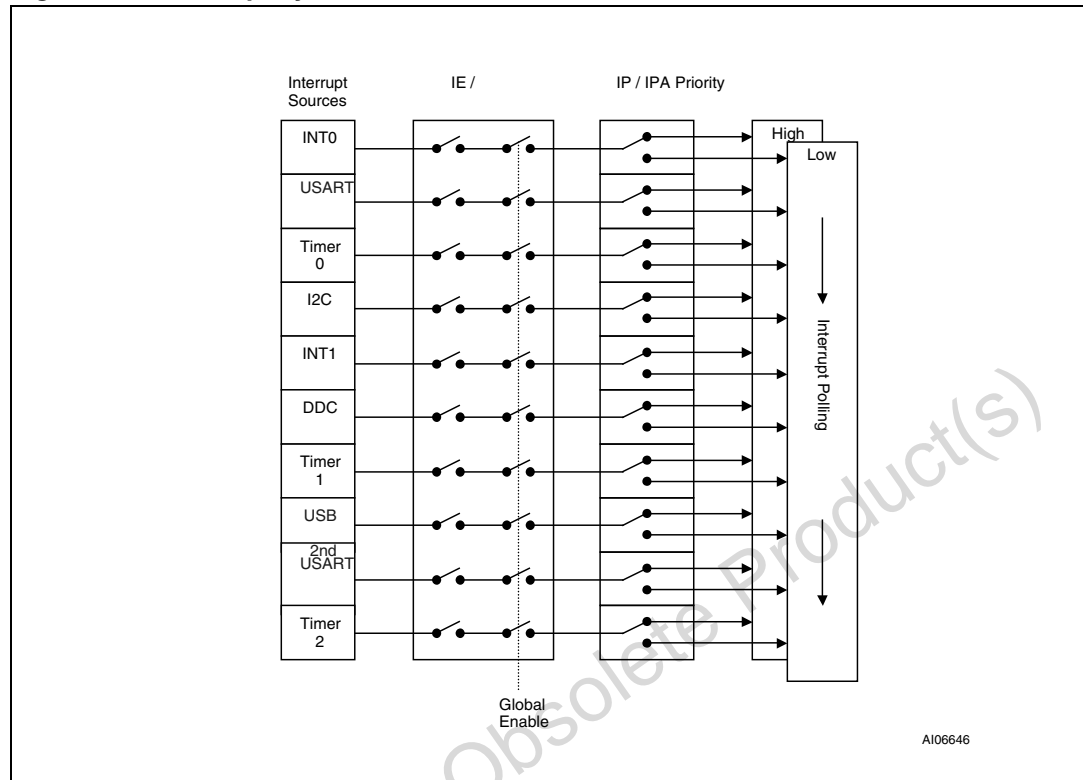 Interrupt
Sources
IE /
IP / IPA Priority
INT0
USART
Timer
0
I2C
INT1
DDC
Timer
1
USB
2nd
USART
Timer
2
High
Low
Interrupt Polling
Global
Enable
Obsolete Product(s)
AI06646